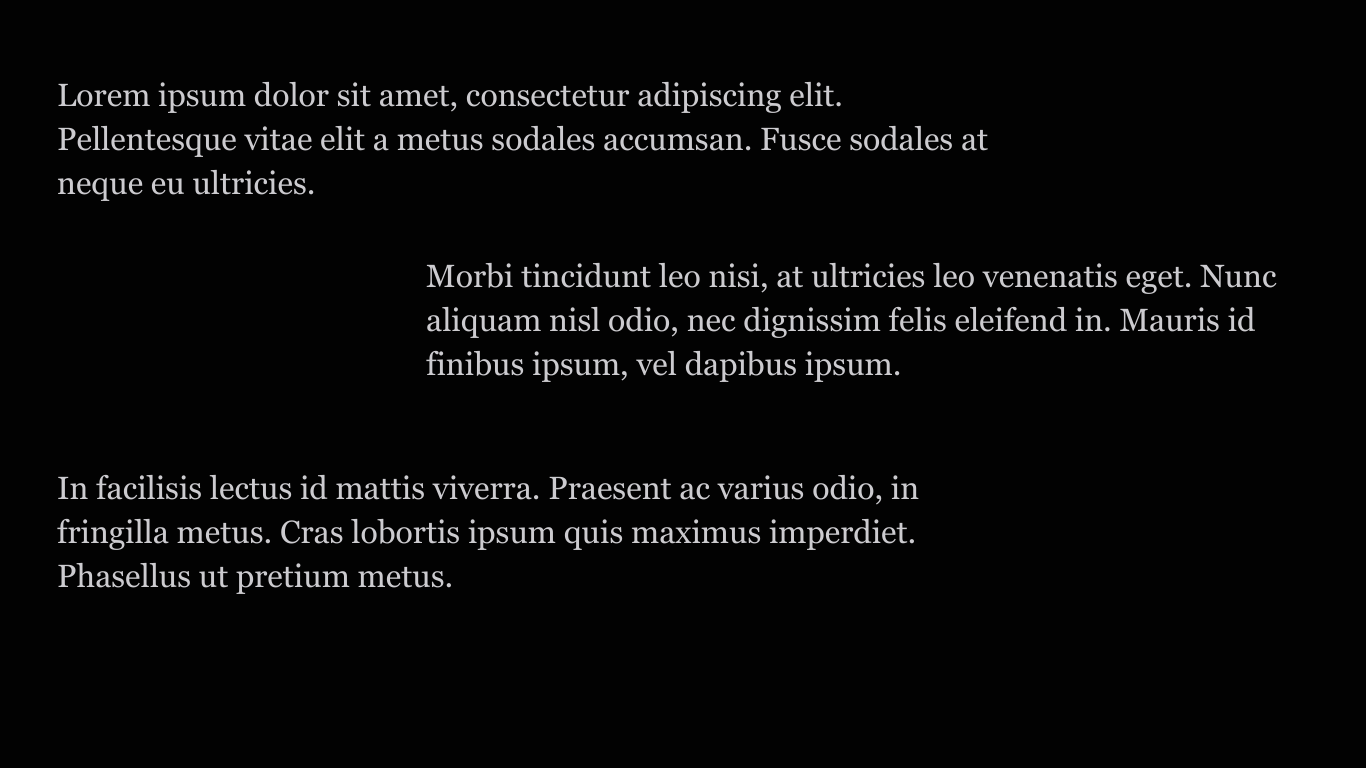 Lorem ipsum dolor sit amet, consectetur adipiscing elit.
Pellentesque vitae elit a metus sodales accumsan. Fusce sodales at
neque eu ultricies.
Morbi tincidunt leo nisi, at ultricies leo venenatis eget. Nunc
aliquam nisl odio, nec dignissim felis eleifend in. Mauris id
finibus ipsum, vel dapibus ipsum.
In facilisis lectus id mattis viverra. Praesent ac varius odio, in
fringilla metus. Cras lobortis ipsum quis maximus imperdiet.
Phasellus ut pretium metus.